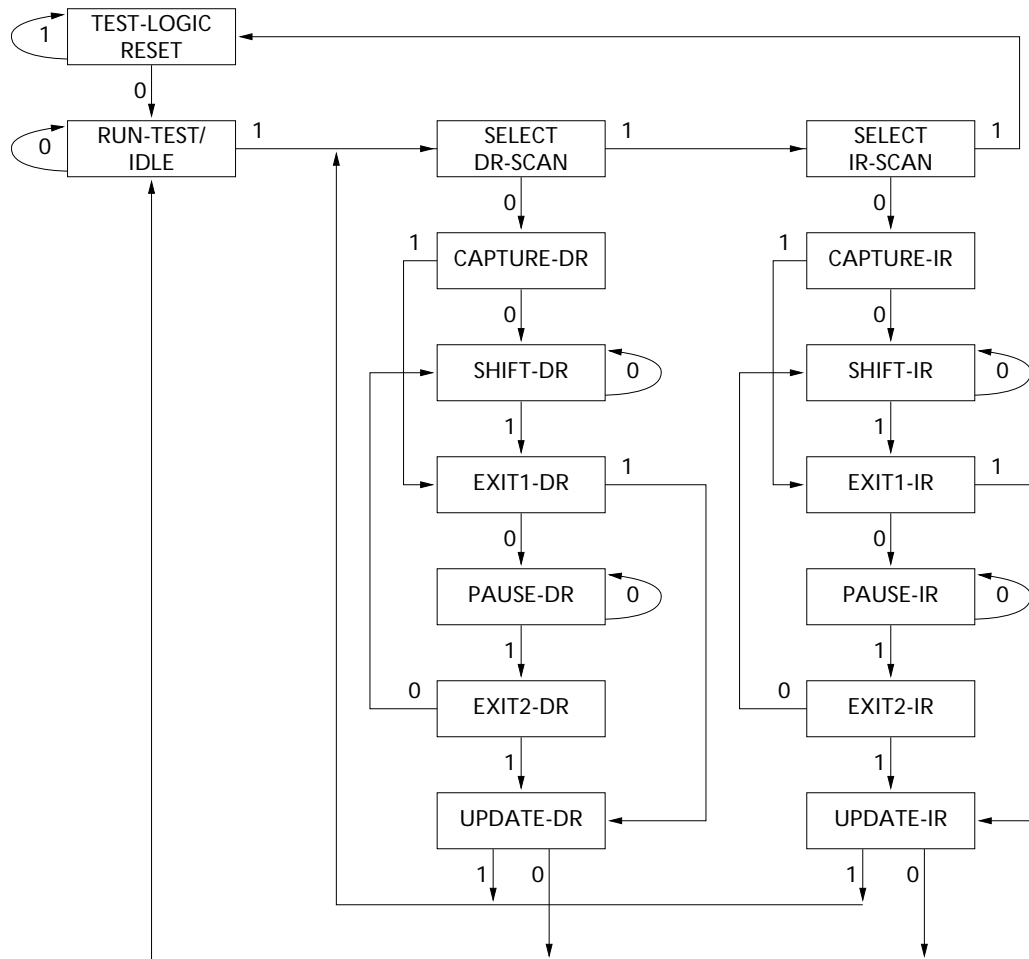 TEST-LOGIC
RESET
1
0
RUN-TEST/
IDLE
0
1
SELECT
DR-SCAN
1
SELECT
IR-SCAN
1
0
0
1
CAPTURE-DR
1
CAPTURE-IR
0
0
SHIFT-DR
0
SHIFT-IR
0
1
1
EXIT1-DR
1
EXIT1-IR
1
0
0
PAUSE-DR
0
PAUSE-IR
0
1
1
0
EXIT2-DR
0
EXIT2-IR
1
1
UPDATE-DR
UPDATE-IR
1
0
1
0